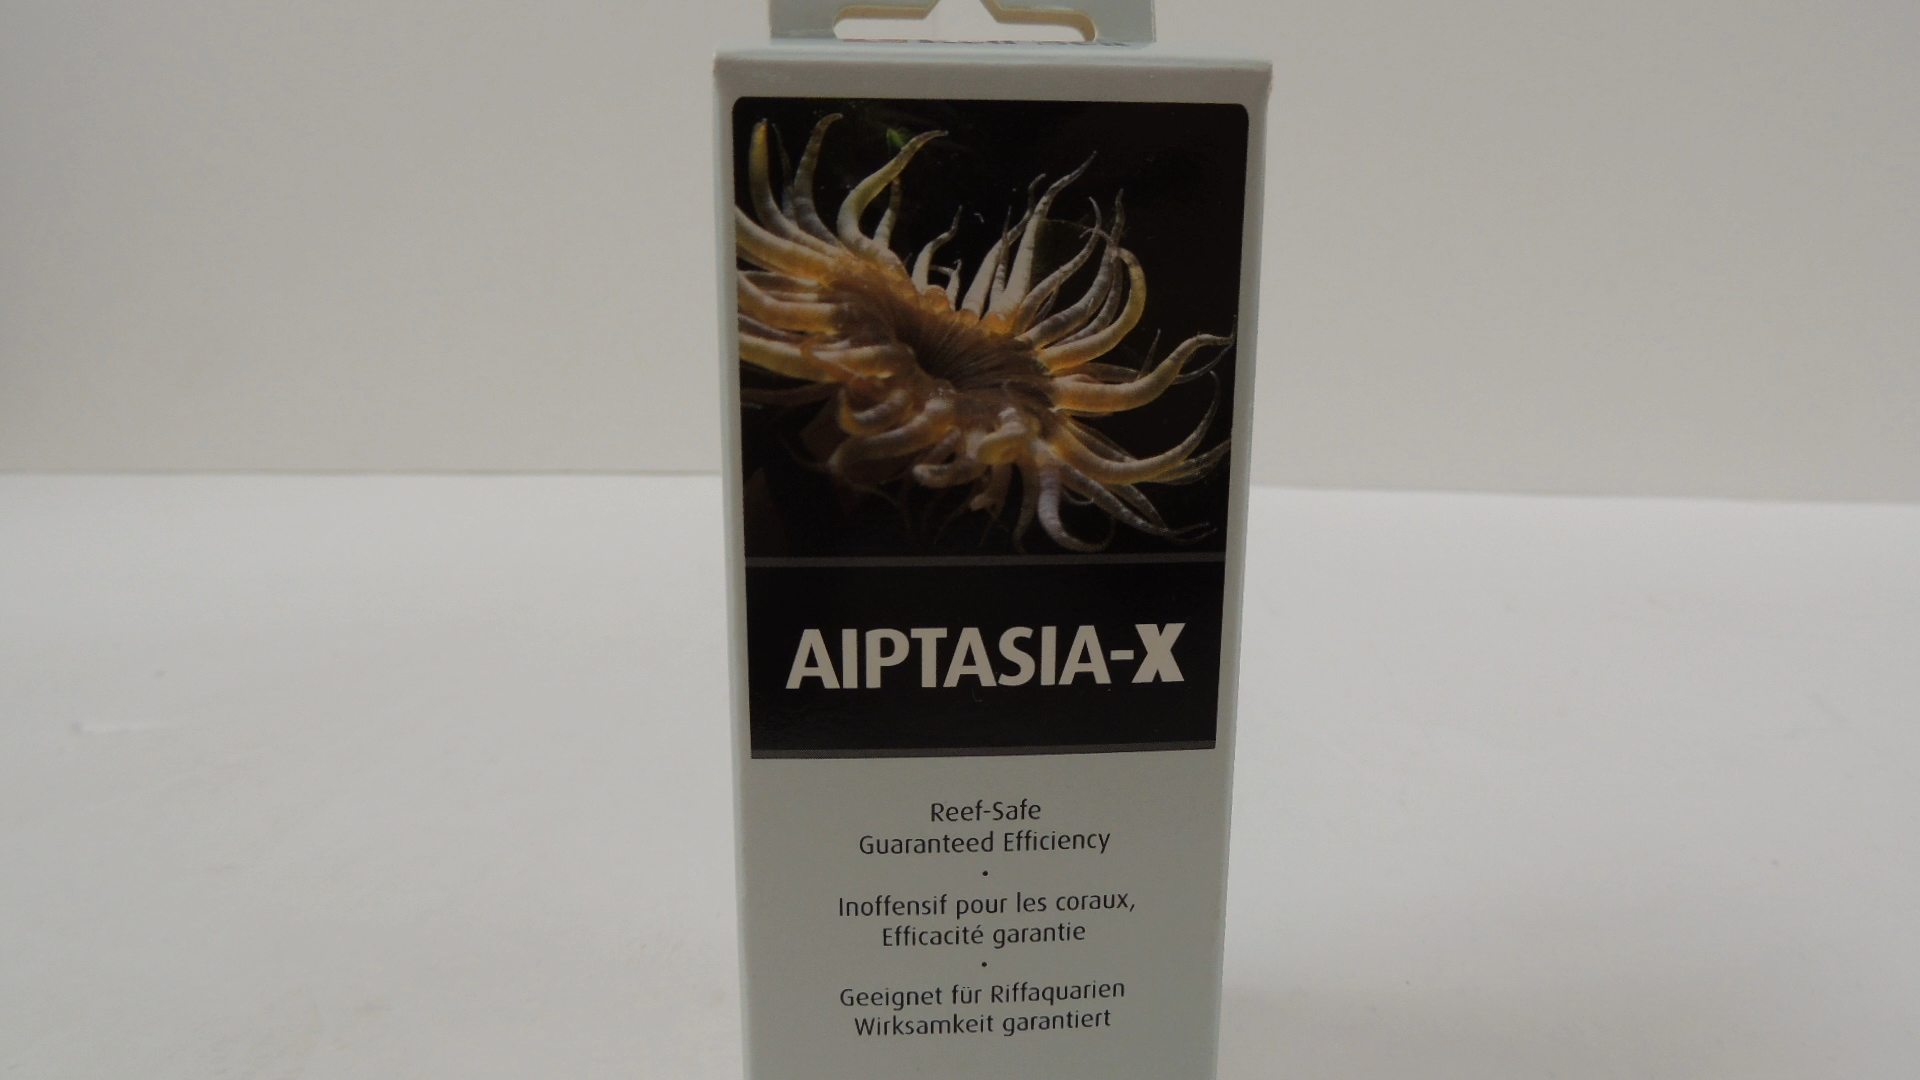 AIPTASIA-X
Reef-Safe
Guaranteed Efficiency
•
Inoffensif pour les coraux,
Efficacité garantie
•
Geeignet für Riffaquarien
Wirksamkeit garantiert